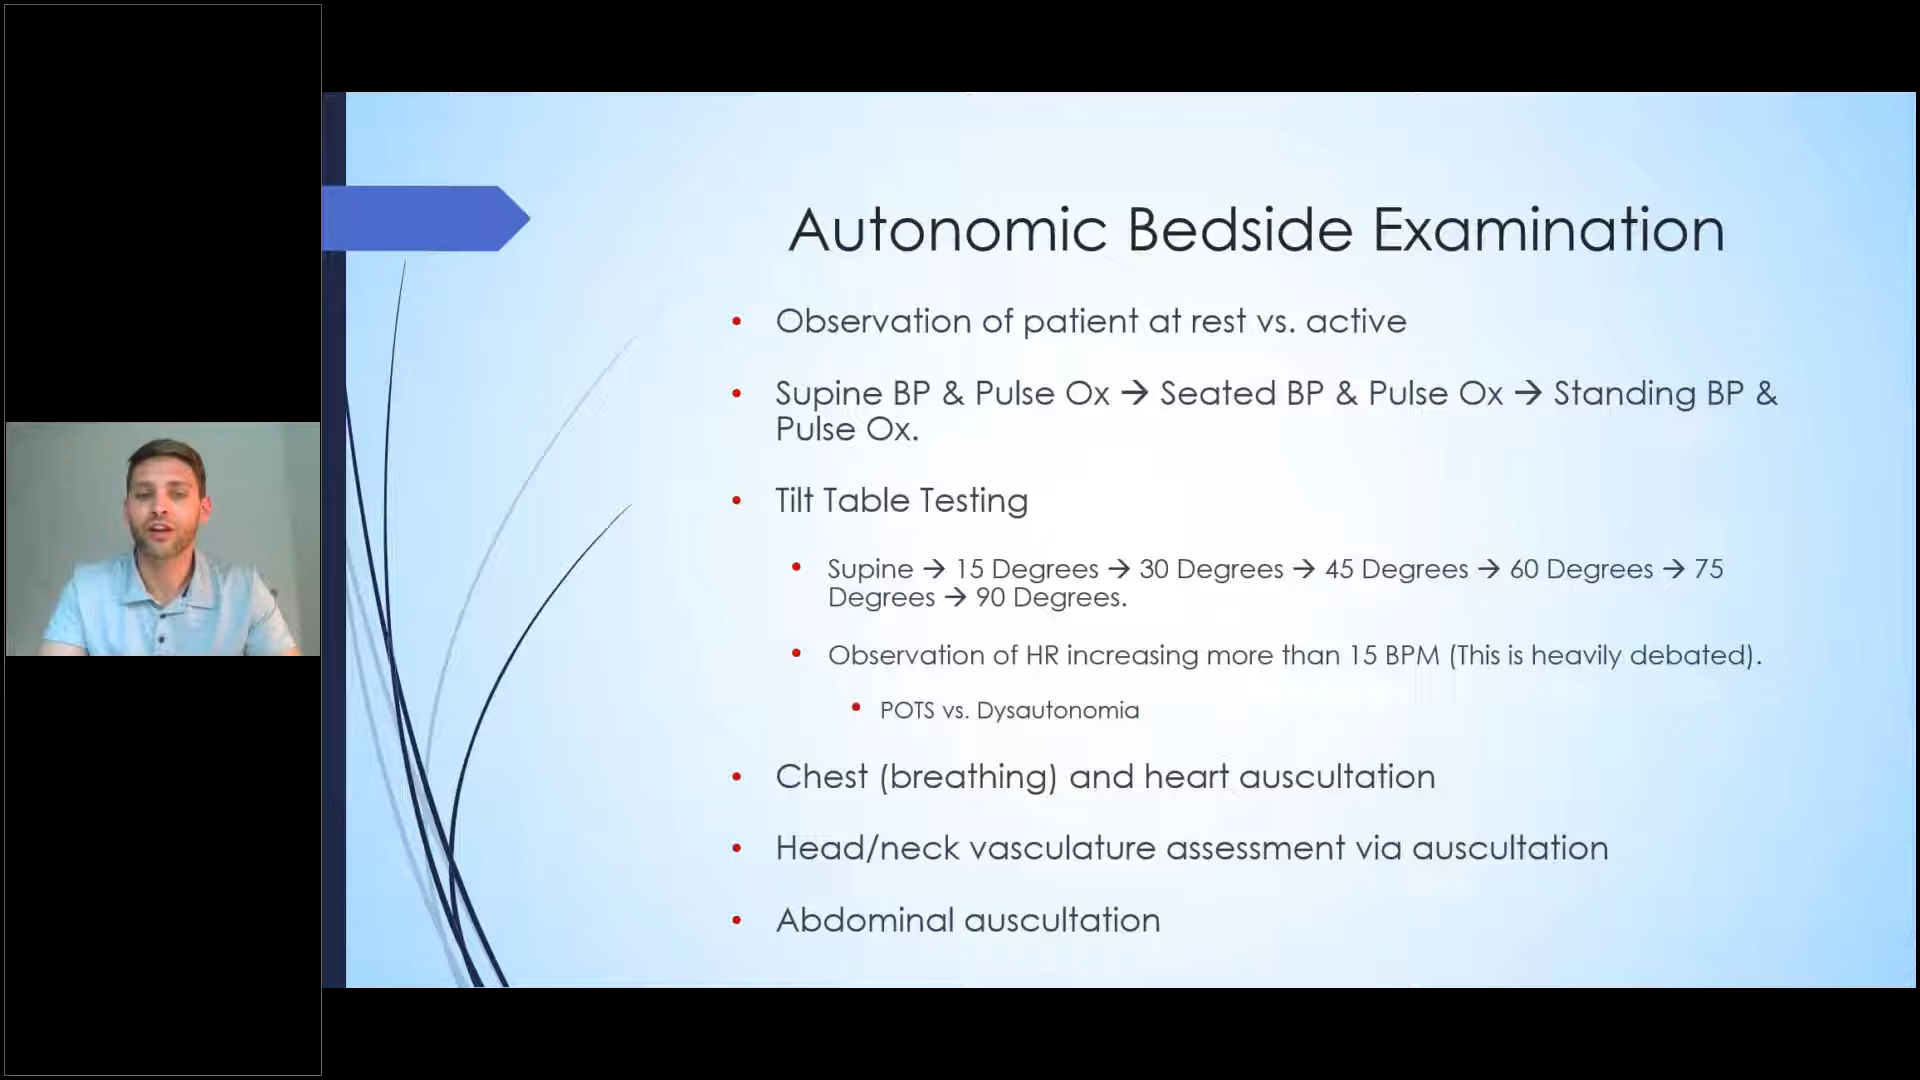 Autonomic Bedside Examination
• Observation of patient at rest vs. active
• Supine BP & Pulse Ox → Seated BP & Pulse Ox → Standing BP &
Pulse Ox.
• Tilt Table Testing
• Supine → 15 Degrees → 30 Degrees → 45 Degrees → 60 Degrees → 75
Degrees → 90 Degrees.
• Observation of HR increasing more than 15 BPM (This is heavily debated).
• POTS vs. Dysautonomia
• Chest (breathing) and heart auscultation
• Head/neck vasculature assessment via auscultation
• Abdominal auscultation